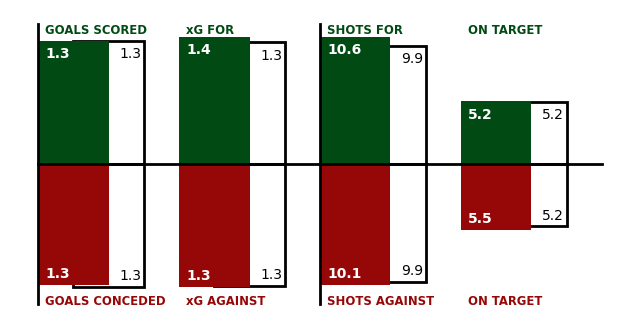 GOALS SCORED xG FOR SHOTS FOR ON TARGET
1.3 1.3 1.4 1.3 10.6 9.9 5.2 5.2
1.3 1.3 1.3 1.3 10.1 9.9 5.5 5.2
GOALS CONCEDED xG AGAINST SHOTS AGAINST ON TARGET